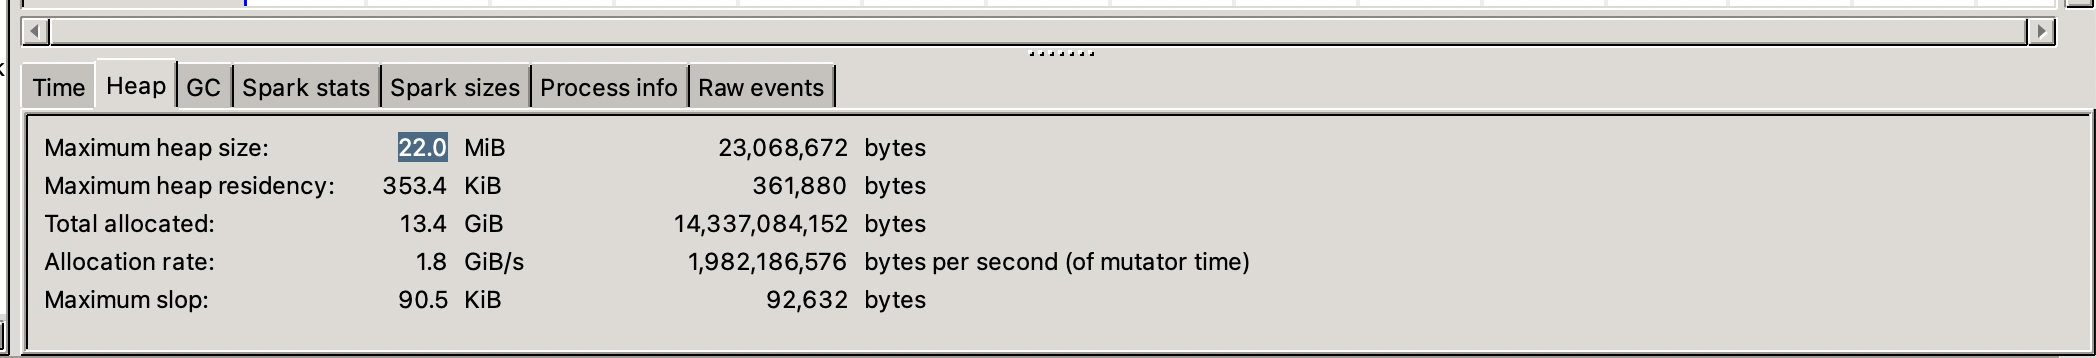 Time Heap GC Spark stats Spark sizes Process info Raw events
Maximum heap size: 22.0 MiB 23,068,672 bytes
Maximum heap residency: 353.4 KiB 361,880 bytes
Total allocated: 13.4 GiB 14,337,084,152 bytes
Allocation rate: 1.8 GiB/s 1,982,186,576 bytes per second (of mutator time)
Maximum slop: 90.5 KiB 92,632 bytes